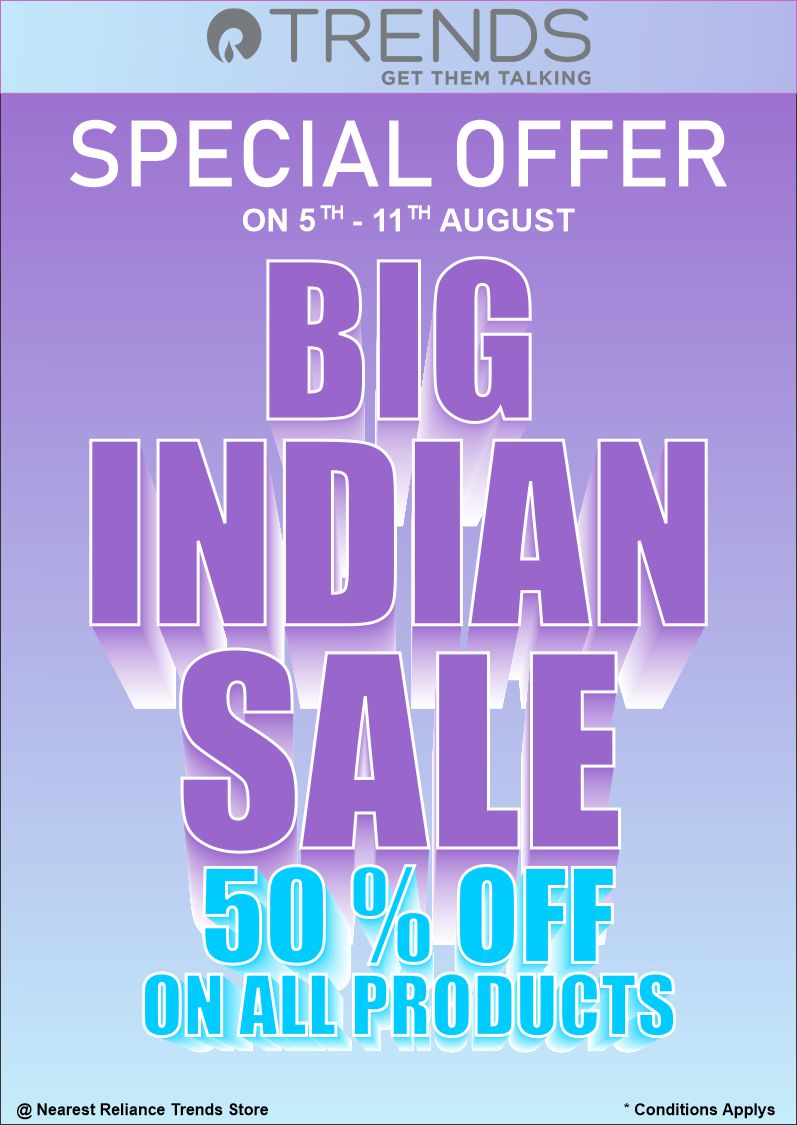 TRENDS
GET THEM TALKING
SPECIAL OFFER
ON 5TH - 11TH AUGUST
BIG
INDIAN
SALE
50 % OFF
ON ALL PRODUCTS
@ Nearest Reliance Trends Store
* Conditions Applys